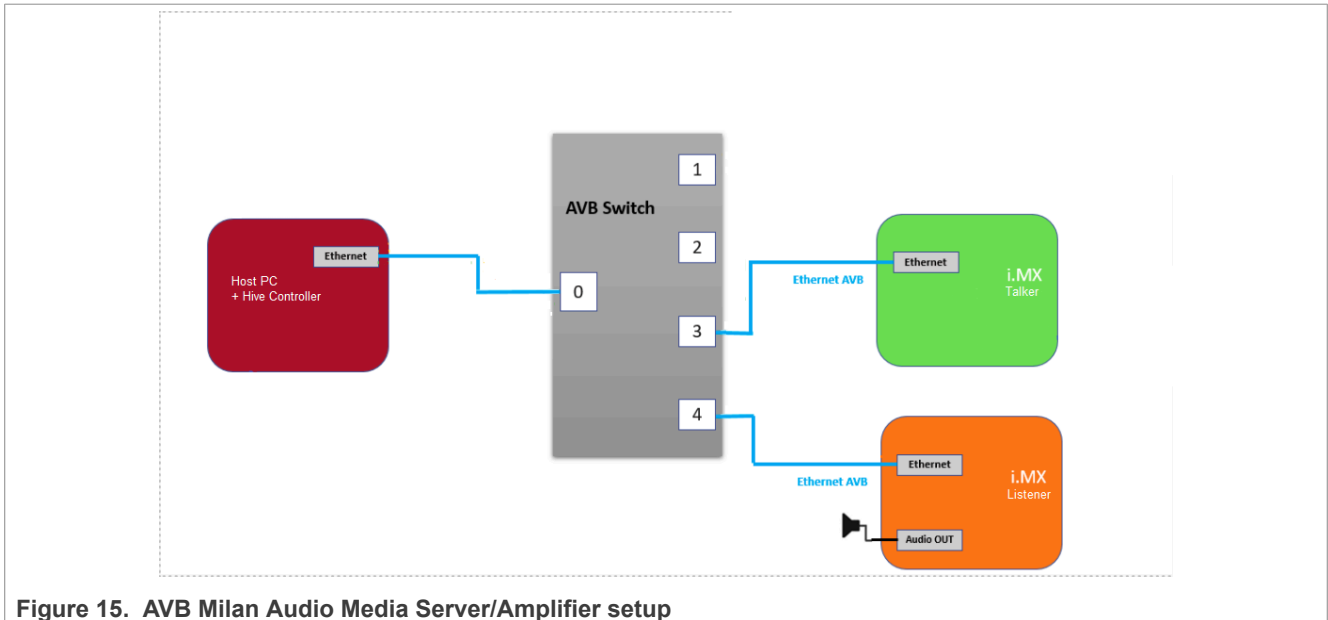 1
AVB Switch
2
Ethernet
Host PC
+ Hive Controller
0
3
4
Ethernet AVB
Ethernet
i.MX
Talker
Ethernet AVB
Ethernet
i.MX
Listener
Audio OUT
Figure 15. AVB Milan Audio Media Server/Amplifier setup